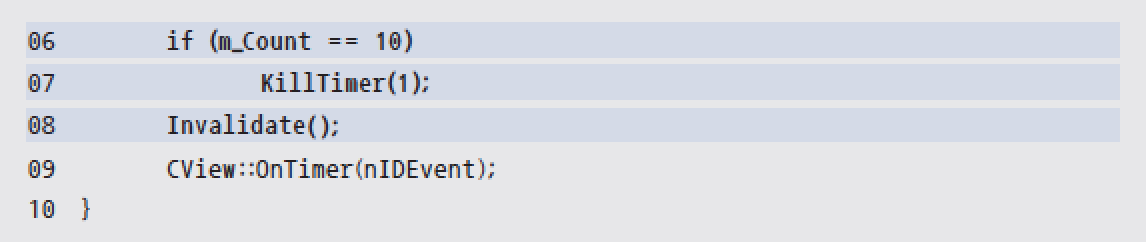 06 if (m_Count == 10)
07 KillTimer(1);
08 Invalidate();
09 CView::OnTimer(nIDEvent);
10 }